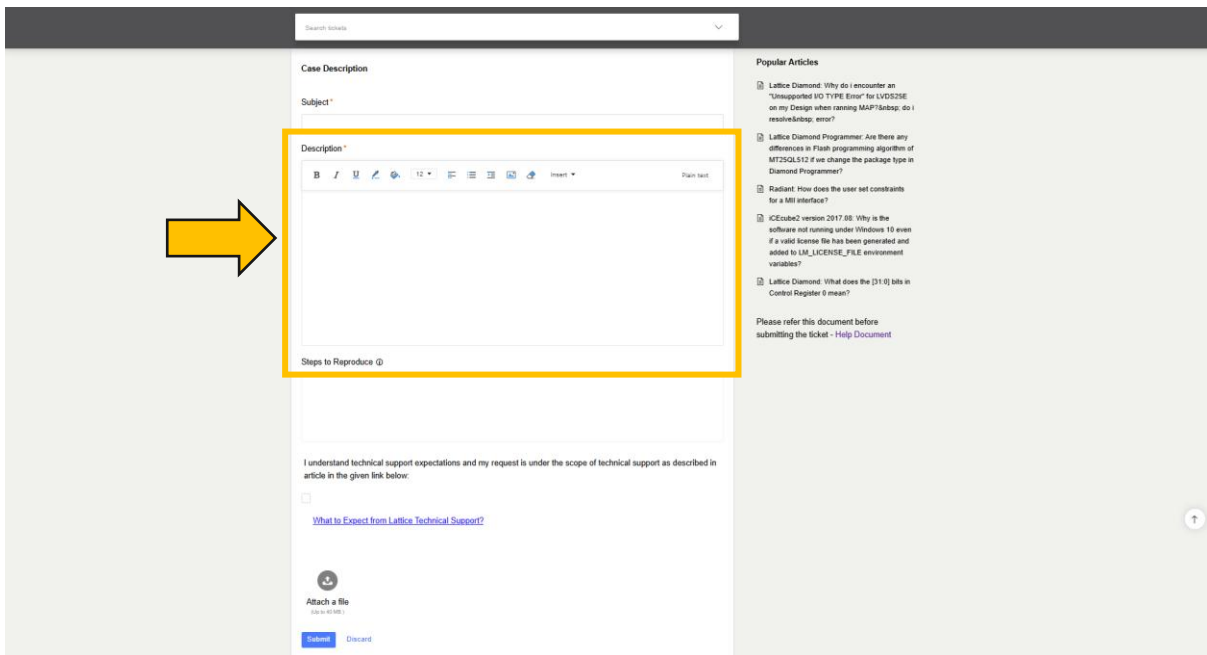 Search tickets
Case Description
Subject *
Description *
B I U 12 Insert Plain text
Steps to Reproduce
I understand technical support expectations and my request is under the scope of technical support as described in
article in the given link below:
What to Expect from Lattice Technical Support?
Attach a file
(Up to 40 MB )
Submit Discard
Popular Articles
Lattice Diamond: Why do i encounter an
"Unsupported I/O TYPE Error" for LVDS25E
on my Design when ranning MAP?&nbsp; do i
resolve&nbsp; error?
Lattice Diamond Programmer: Are there any
differences in Flash programming algorithm of
MT25QL512 if we change the package type in
Diamond Programmer?
Radiant: How does the user set constraints
for a MII interface?
iCEcube2 version 2017.08: Why is the
software not running under Windows 10 even
if a valid license file has been generated and
added to LM_LICENSE_FILE environment
variables?
Lattice Diamond: What does the [31:0] bits in
Control Register 0 mean?
Please refer this document before
submitting the ticket - Help Document